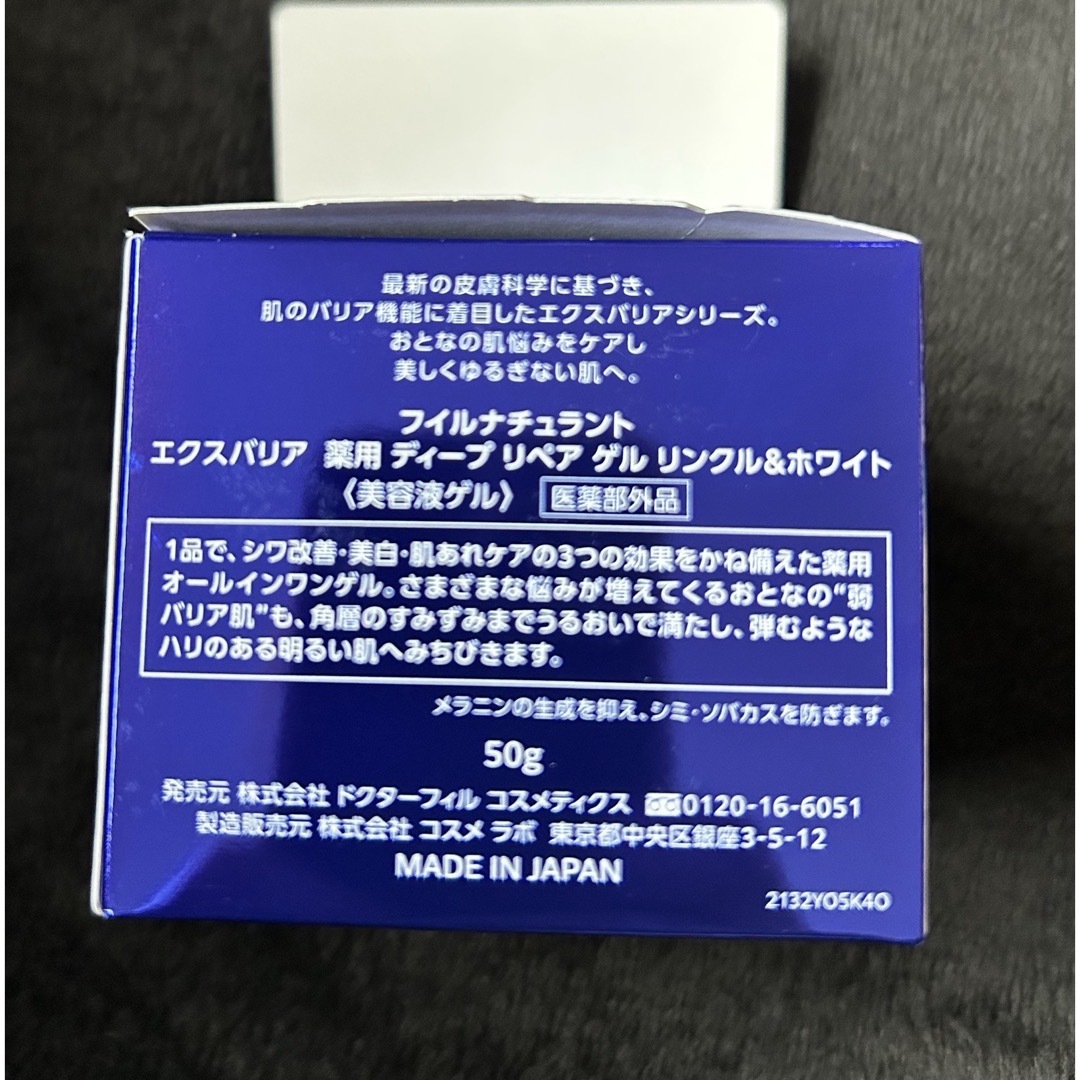 最新の皮膚科学に基づき、
肌のバリア機能に着目したエクスバリアシリーズ。
おとなの肌悩みをケアし
美しくゆるぎない肌へ。
フイルナチュラント
エクスバリア 薬用 ディープ リペア ゲル リンクル&ホワイト
〈美容液ゲル〉 医薬部外品
1品で、シワ改善・美白・肌あれケアの3つの効果をかね備えた薬用
オールインワンゲル。さまざまな悩みが増えてくるおとなの“弱
バリア肌”も、角層のすみずみまでうるおいで満たし、弾むような
ハリのある明るい肌へみちびきます。
メラニンの生成を抑え、シミ・ソバカスを防ぎます。
50g
発売元 株式会社 ドクターフィル コスメティクス 0120-16-6051
製造販売元 株式会社 コスメ ラボ 東京都中央区銀座3-5-12
MADE IN JAPAN
2132Y05K40